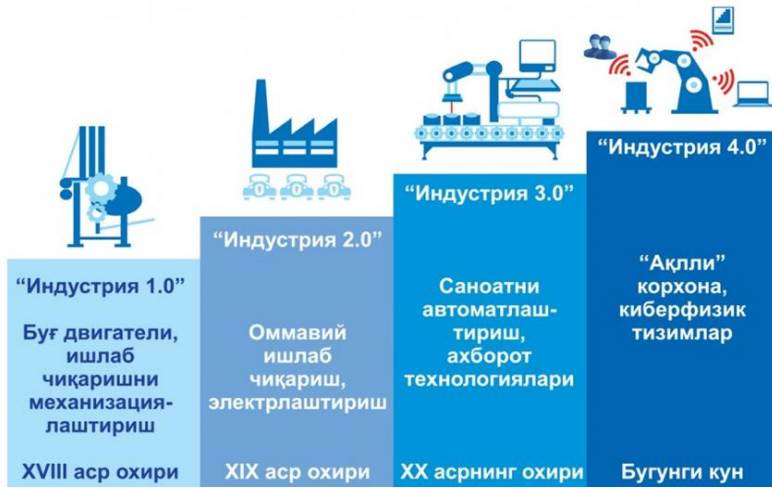 “Индустрия 1.0”
Буғ двигатели,
ишлаб
чиқаришни
механизация-
лаштириш
XVIII аср охири
“Индустрия 2.0”
Оммавий
ишлаб
чиқариш,
электрлаштириш
XIX аср охири
“Индустрия 3.0”
Саноатни
автоматлаш-
тириш,
ахборот
технологиялари
XX асрнинг охири
“Индустрия 4.0”
“Ақлли”
корхона,
киберфизик
тизимлар
Бугунги кун